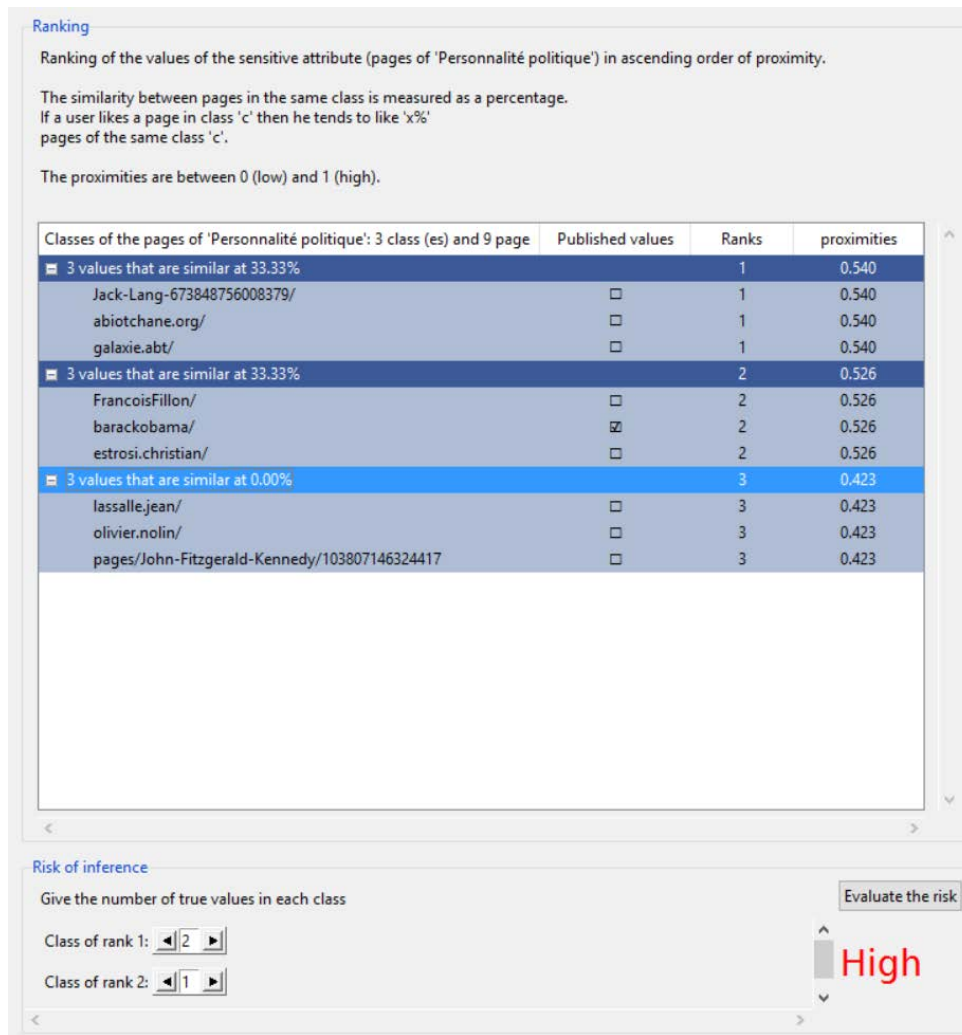 Ranking
Ranking of the values of the sensitive attribute (pages of 'Personnalité politique') in ascending order of proximity.
The similarity between pages in the same class is measured as a percentage.
If a user likes a page in class 'c' then he tends to like 'x%'
pages of the same class 'c'.
The proximities are between 0 (low) and 1 (high).
Classes of the pages of 'Personnalité politique': 3 class (es) and 9 page Published values Ranks proximities
3 values that are similar at 33.33% 1 0.540
Jack-Lang-673848756008379/ 1 0.540
abiotchane.org/ 1 0.540
galaxie.abt/ 1 0.540
3 values that are similar at 33.33% 2 0.526
FrancoisFillon/ 2 0.526
barackobama/ 2 0.526
estrosi.christian/ 2 0.526
3 values that are similar at 0.00% 3 0.423
lassalle.jean/ 3 0.423
olivier.nolin/ 3 0.423
pages/John-Fitzgerald-Kennedy/103807146324417 3 0.423
Risk of inference
Give the number of true values in each class
Evaluate the risk
Class of rank 1: 2
High
Class of rank 2: 1